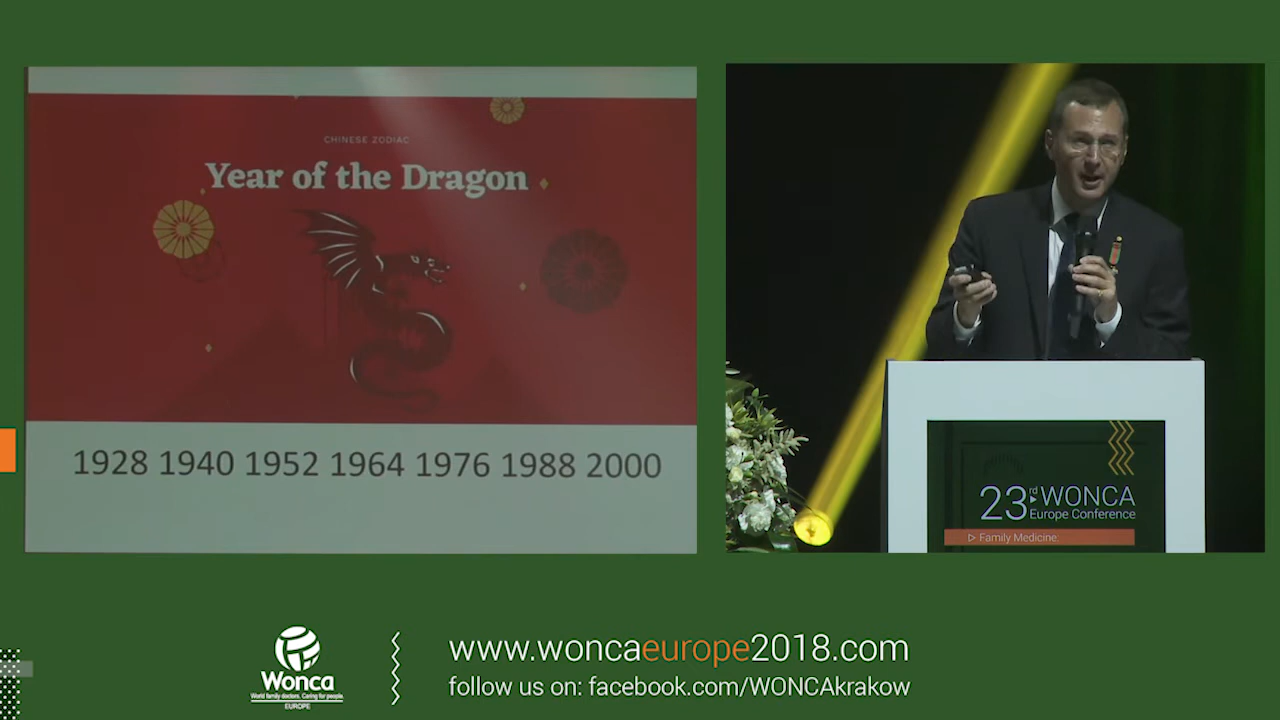 CHINESE ZODIAC
Year of the Dragon
1928 1940 1952 1964 1976 1988 2000
23rd WONCA
Europe Conference
Family Medicine:
Wonca
World family doctors. Caring for people.
EUROPE
www.woncaeurope2018.com
follow us on: facebook.com/WONCAkrakow